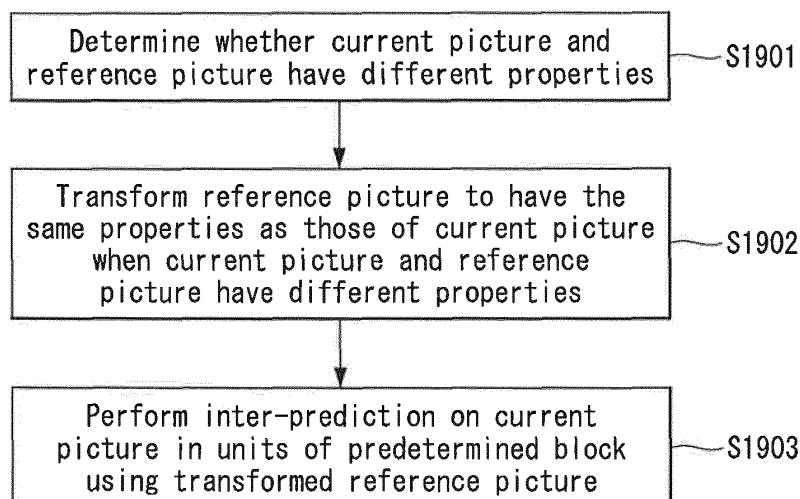 Determine whether current picture and
reference picture have different properties
S1901
Transform reference picture to have the
same properties as those of current picture
when current picture and reference
picture have different properties
S1902
Perform inter-prediction on current
picture in units of predetermined block
using transformed reference picture
S1903